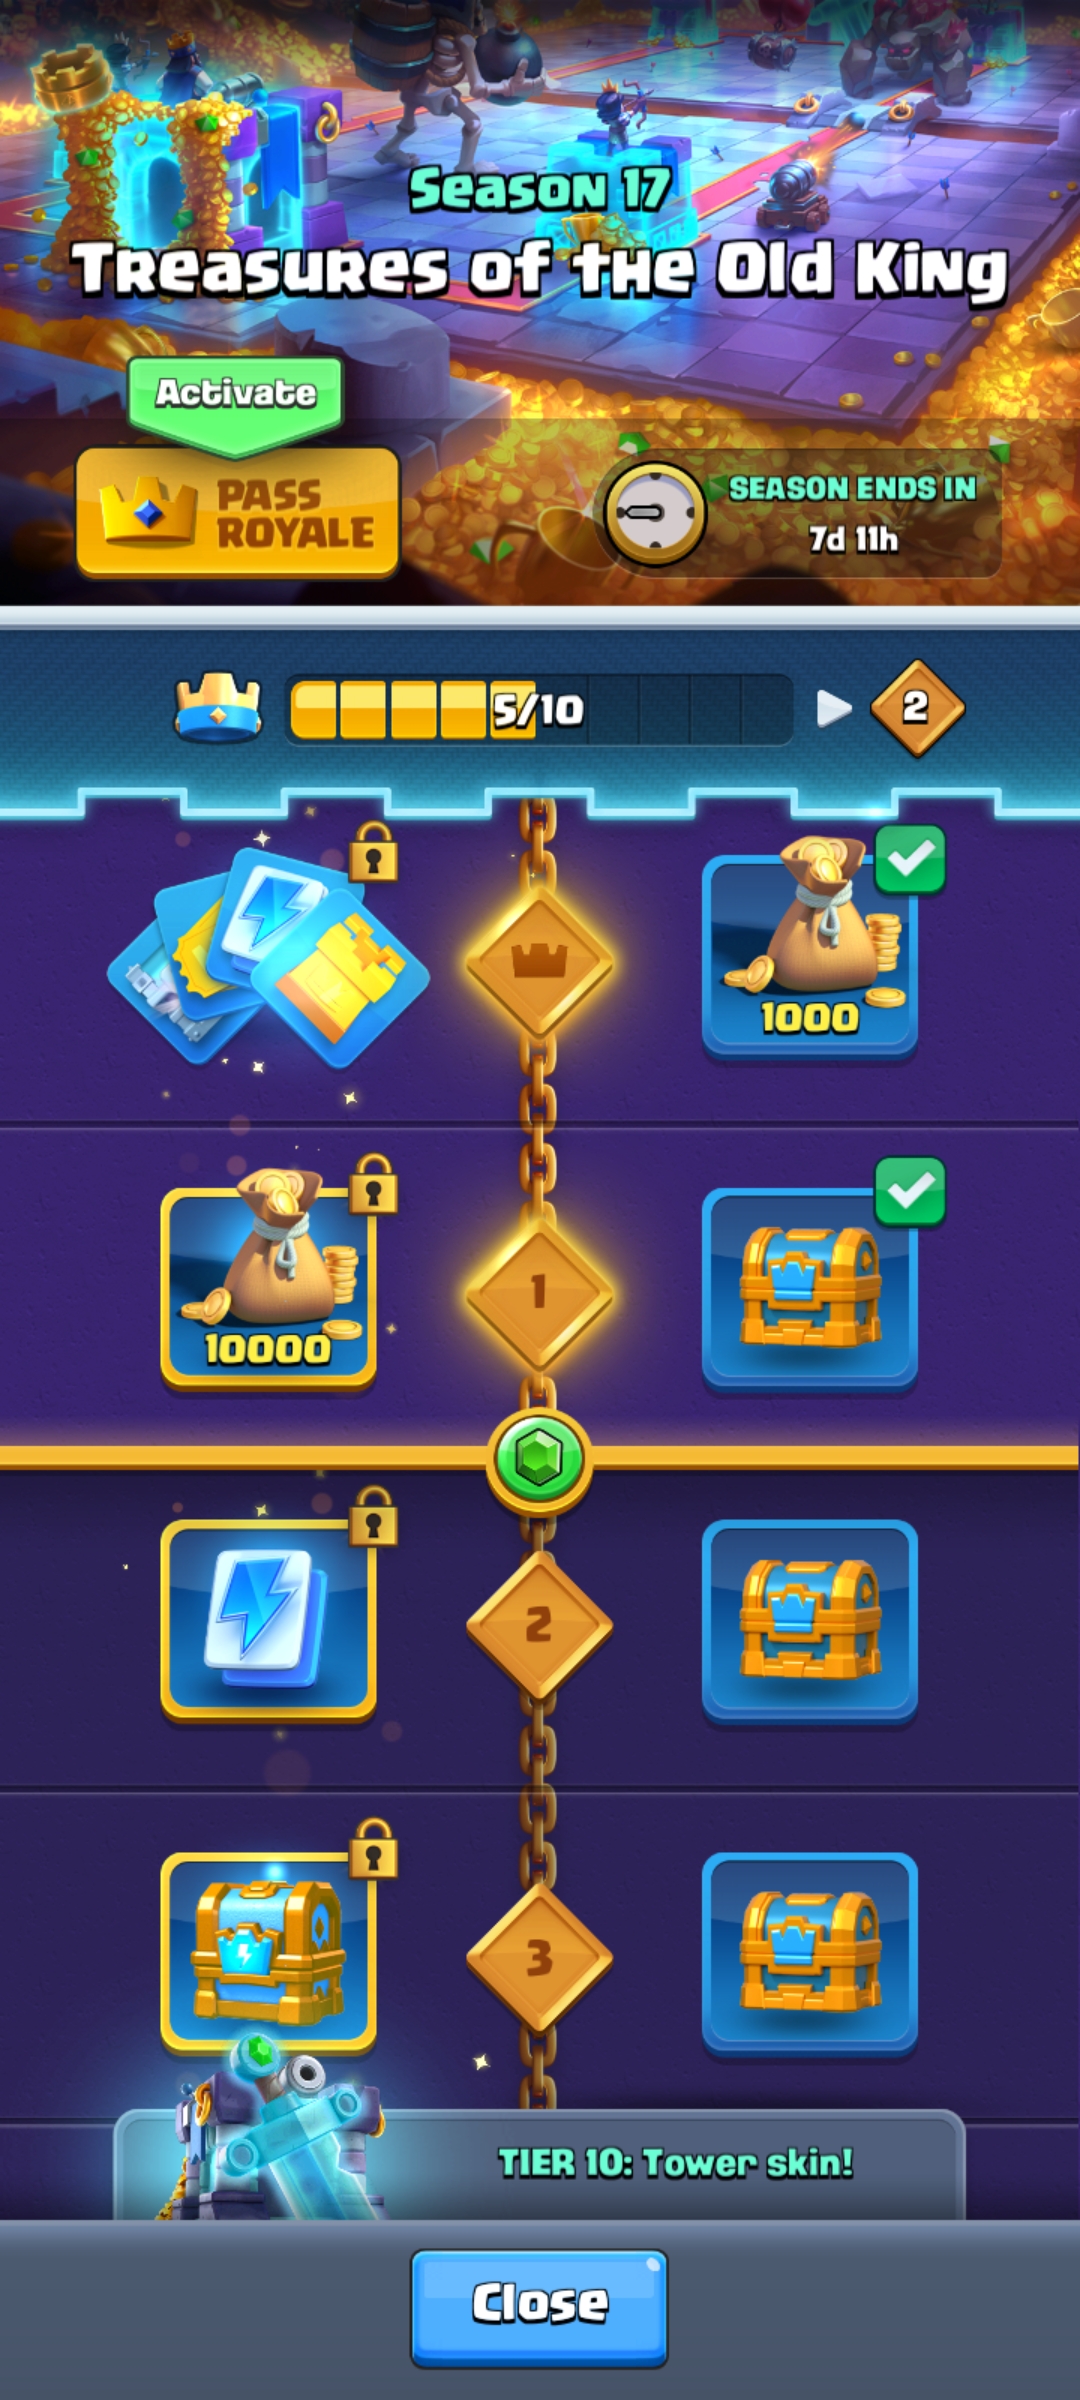 Season 17
Treasures of the Old King
Activate
PASS
ROYALE
SEASON ENDS IN
7d 11h
5/10
2
1000
1
10000
2
3
TIER 10: Tower skin!
Close